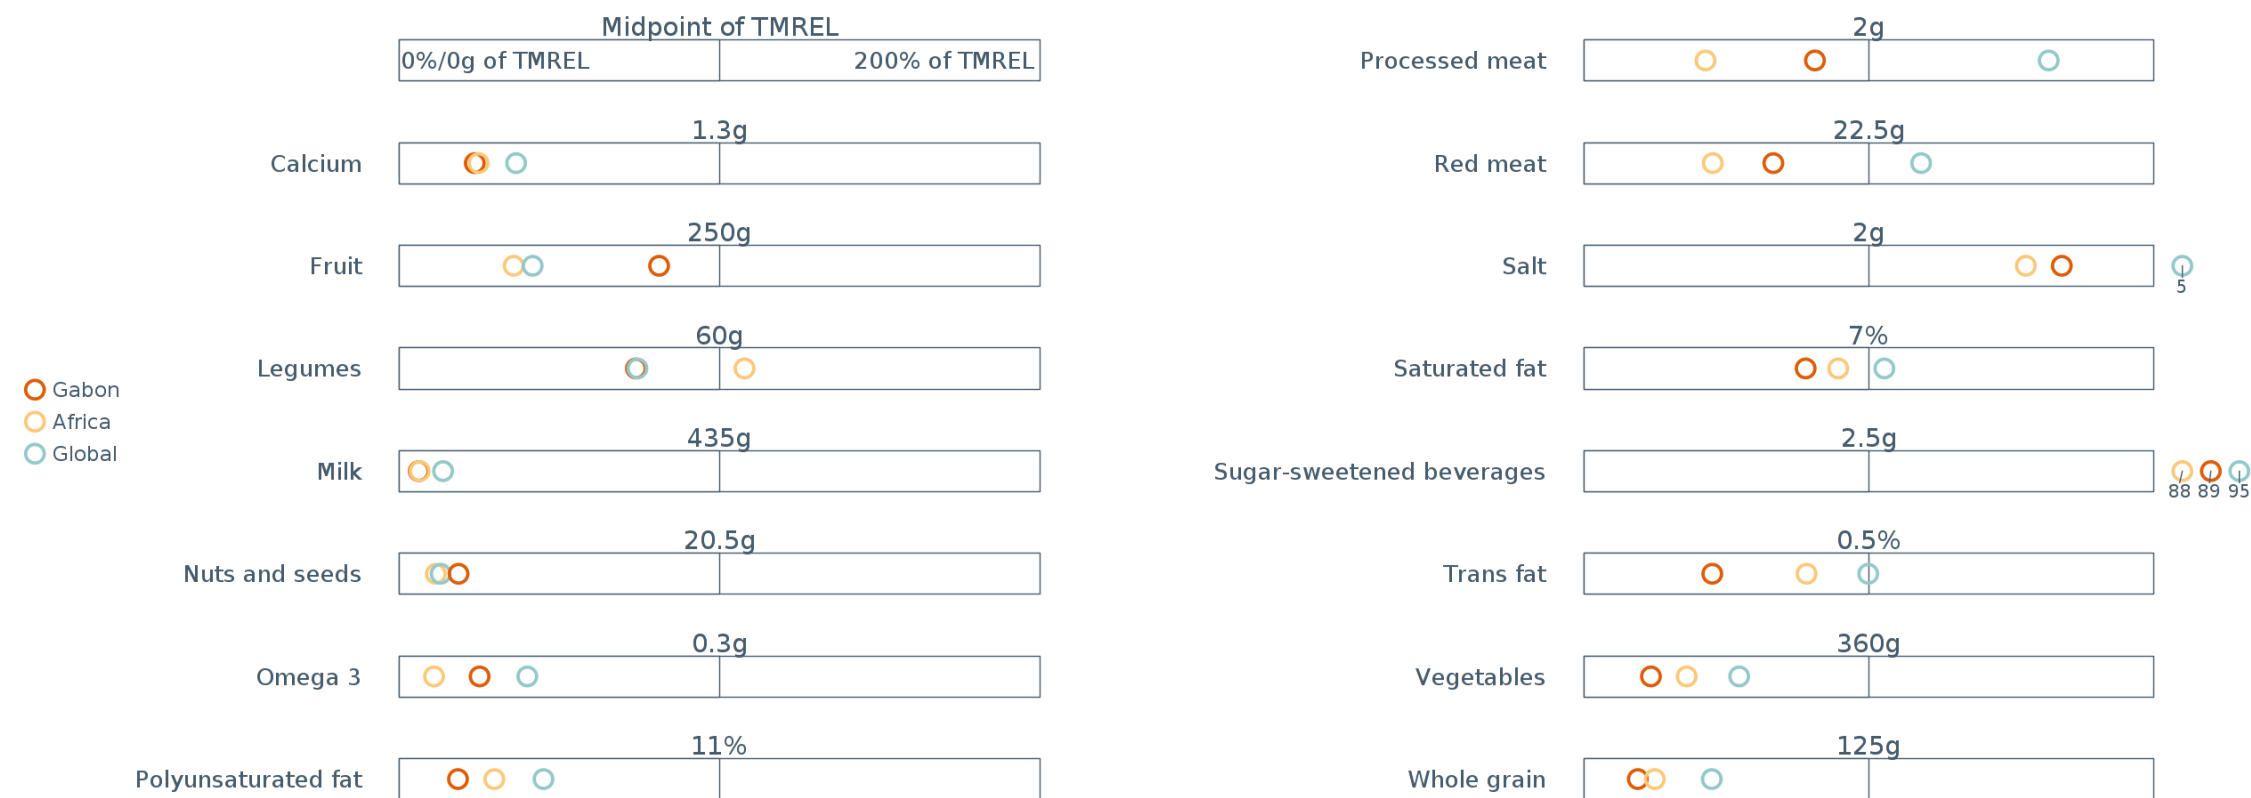 Midpoint of TMREL
0%/0g of TMREL 200% of TMREL
1.3g
Calcium
250g
Fruit
60g
Legumes
435g
Milk
20.5g
Nuts and seeds
0.3g
Omega 3
11%
Polyunsaturated fat
Gabon
Africa
Global
2g
Processed meat
22.5g
Red meat
2g
Salt
5
7%
Saturated fat
2.5g
Sugar-sweetened beverages
88 89 95
0.5%
Trans fat
360g
Vegetables
125g
Whole grain